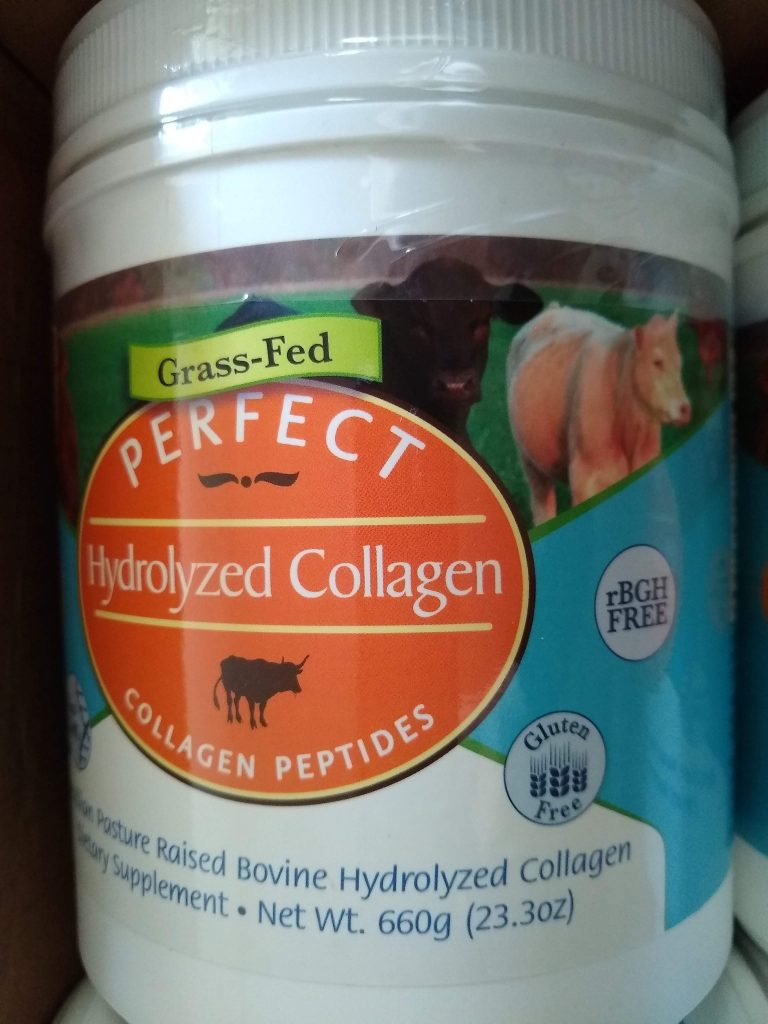 Grass-Fed
PERFECT
Hydrolyzed Collagen
COLLAGEN PEPTIDES
rBGH
FREE
Gluten
Free
Pasture Raised Bovine Hydrolyzed Collagen
Supplement • Net Wt. 660g (23.3oz)